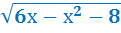 √(6x − x² − 8)